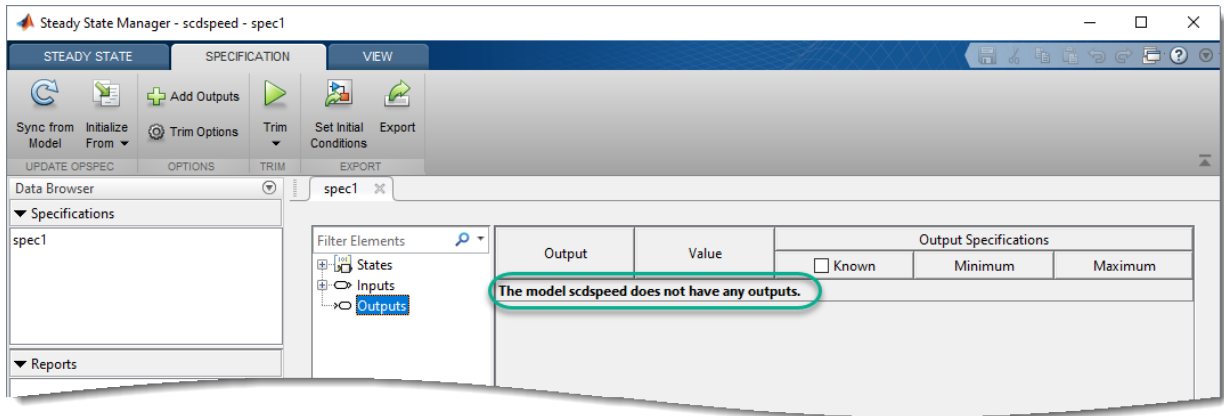 Steady State Manager - scdspeed - spec1
STEADY STATE
SPECIFICATION
VIEW
Sync from
Model
Initialize
From
Add Outputs
Trim Options
Trim
Set Initial
Conditions
Export
UPDATE OPSPEC
OPTIONS
TRIM
EXPORT
Data Browser
spec1
Specifications
spec1
Reports
Filter Elements
States
Inputs
Outputs
Output
Value
Output Specifications
Known
Minimum
Maximum
The model scdspeed does not have any outputs.